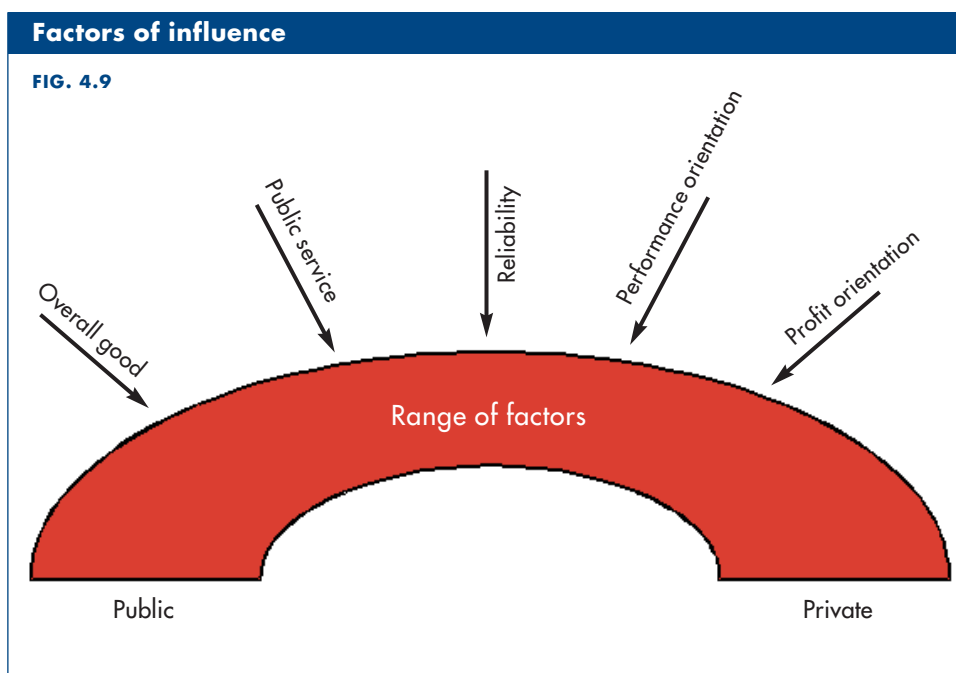 Factors of influence
FIG. 4.9
Overall good
Public service
Reliability
Performance orientation
Profit orientation
Range of factors
Public
Private